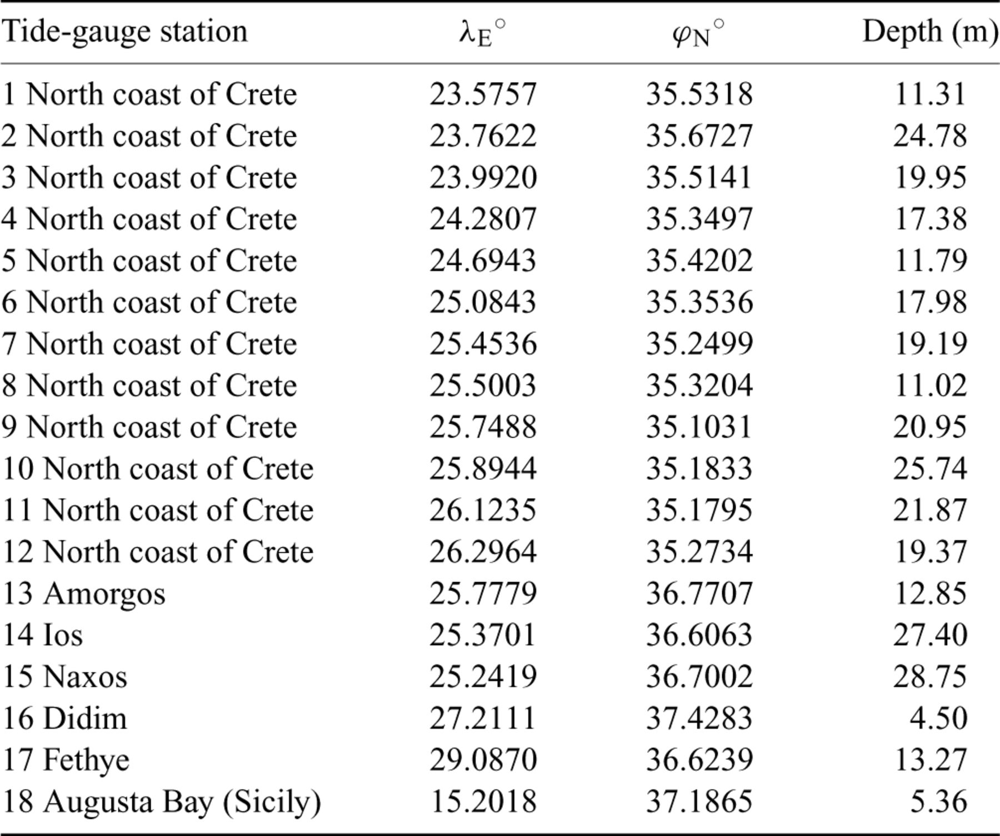 Tide-gauge station λE° φN° Depth (m)
1 North coast of Crete 23.5757 35.5318 11.31
2 North coast of Crete 23.7622 35.6727 24.78
3 North coast of Crete 23.9920 35.5141 19.95
4 North coast of Crete 24.2807 35.3497 17.38
5 North coast of Crete 24.6943 35.4202 11.79
6 North coast of Crete 25.0843 35.3536 17.98
7 North coast of Crete 25.4536 35.2499 19.19
8 North coast of Crete 25.5003 35.3204 11.02
9 North coast of Crete 25.7488 35.1031 20.95
10 North coast of Crete 25.8944 35.1833 25.74
11 North coast of Crete 26.1235 35.1795 21.87
12 North coast of Crete 26.2964 35.2734 19.37
13 Amorgos 25.7779 36.7707 12.85
14 Ios 25.3701 36.6063 27.40
15 Naxos 25.2419 36.7002 28.75
16 Didim 27.2111 37.4283 4.50
17 Fethye 29.0870 36.6239 13.27
18 Augusta Bay (Sicily) 15.2018 37.1865 5.36